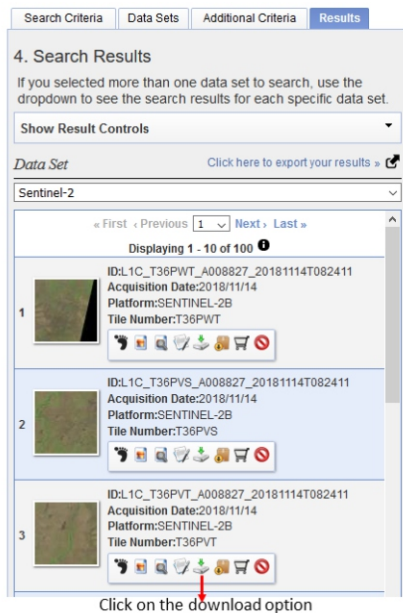 Search Criteria Data Sets Additional Criteria Results
4. Search Results
If you selected more than one data set to search, use the
dropdown to see the search results for each specific data set.
Show Result Controls
Data Set Click here to export your results »
Sentinel-2
« First ‹ Previous 1 Next › Last »
Displaying 1 - 10 of 100
ID:L1C_T36PWT_A008827_20181114T082411
Acquisition Date:2018/11/14
Platform:SENTINEL-2B
1
Tile Number:T36PWT
ID:L1C_T36PVS_A008827_20181114T082411
Acquisition Date:2018/11/14
Platform:SENTINEL-2B
2
Tile Number:T36PVS
ID:L1C_T36PVT_A008827_20181114T082411
Acquisition Date:2018/11/14
Platform:SENTINEL-2B
3
Tile Number:T36PVT
Click on the download option